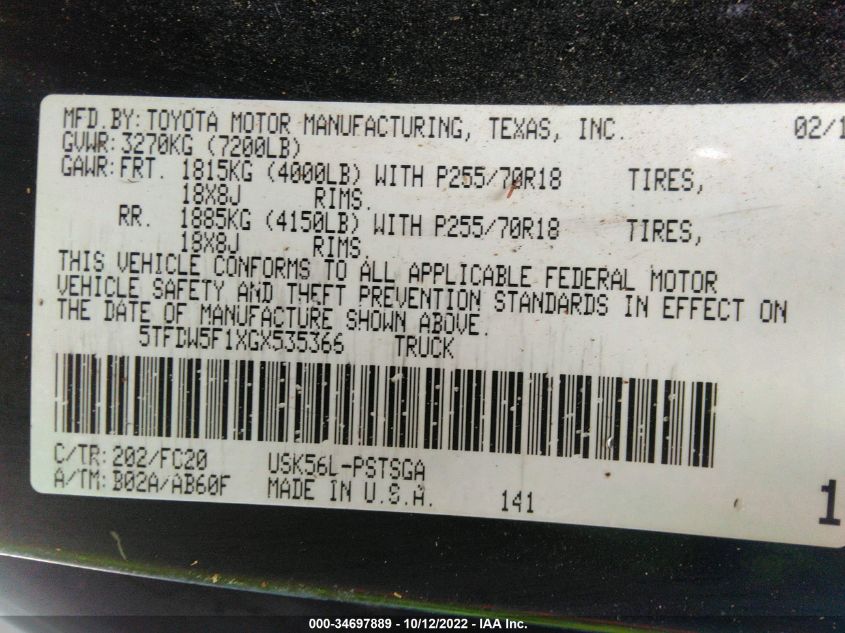 MFD.BY:TOYOTA MOTOR MANUFACTURING, TEXAS, INC. 02/1
GVWR:3270KG (7200LB)
GAWR:FRT. 1815KG (4000LB) WITH P255/70R18 TIRES,
18X8J RIMS.
RR. 1885KG (4150LB) WITH P255/70R18 TIRES,
18X8J RIMS.
THIS VEHICLE CONFORMS TO ALL APPLICABLE FEDERAL MOTOR
VEHICLE SAFETY AND THEFT PREVENTION STANDARDS IN EFFECT ON
THE DATE OF MANUFACTURE SHOWN ABOVE.
5TFDW5F1XGX535366 TRUCK
C/TR:202/FC20 USK56L-PSTSGA
A/TM:B02A/AB60F MADE IN U.S.A. 141 1
000-34697889 - 10/12/2022 - IAA Inc.